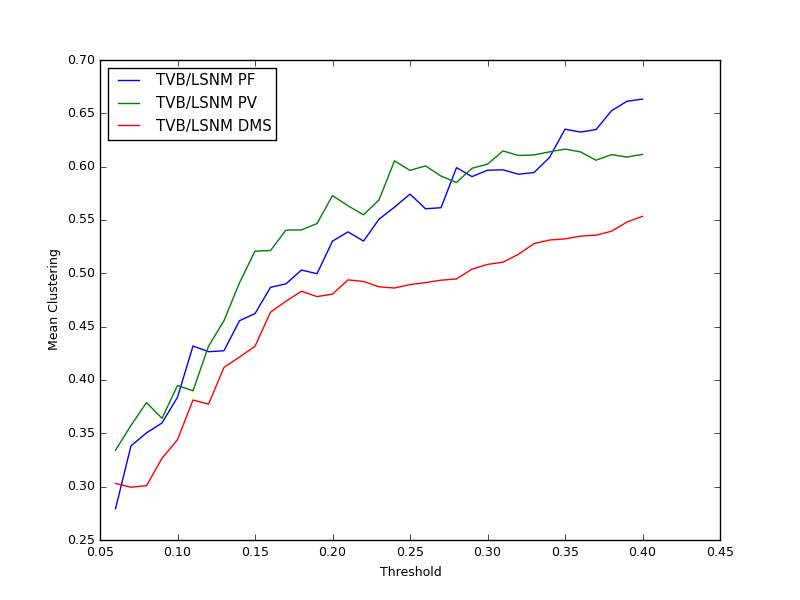 0.70
0.65
0.60
0.55
0.50
0.45
0.40
0.35
0.30
0.25
Mean Clustering
TVB/LSNM PF
TVB/LSNM PV
TVB/LSNM DMS
0.05 0.10 0.15 0.20 0.25 0.30 0.35 0.40 0.45
Threshold